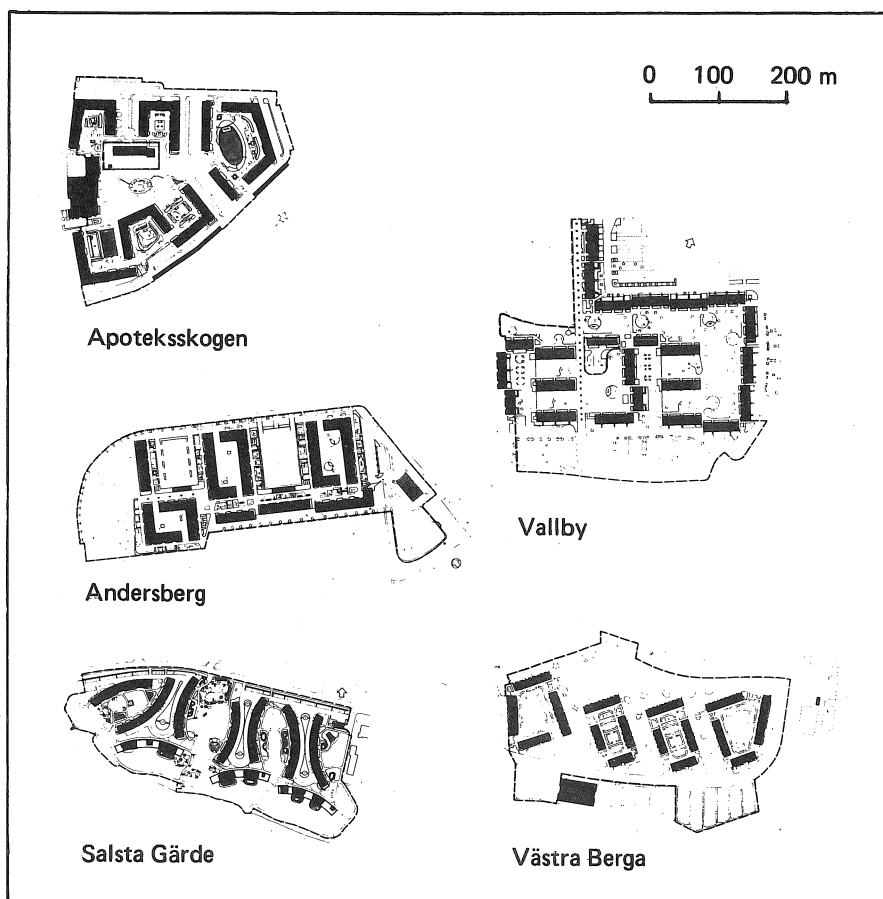 0 100 200 m
Apoteksskogen
Vallby
Andersberg
Salsta Gärde
Västra Berga